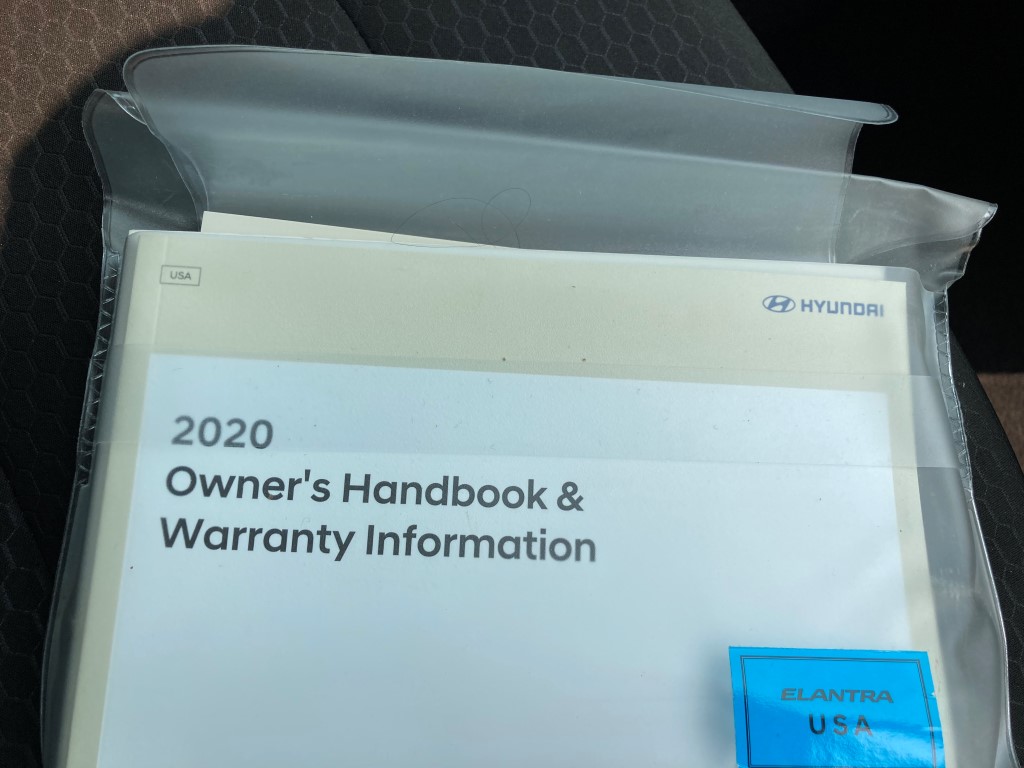 USA
HYUNDAI
2020
Owner's Handbook &
Warranty Information
ELANTRA
USA